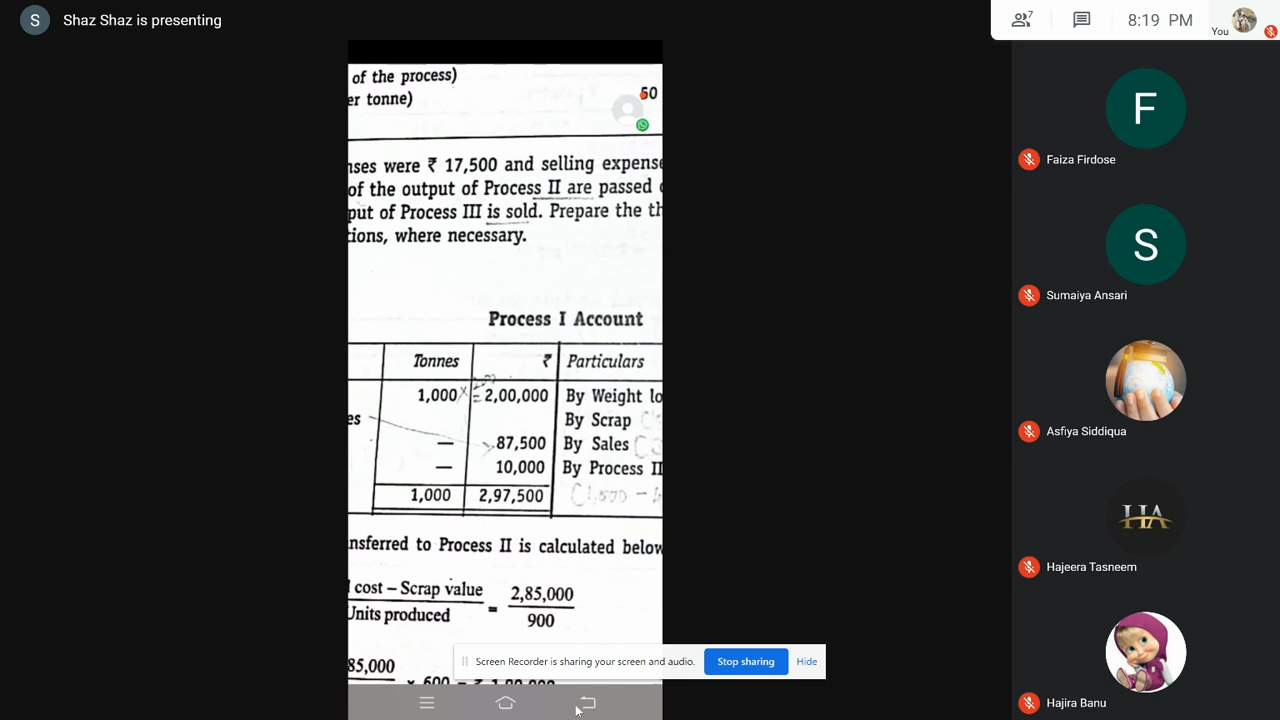 S Shaz Shaz is presenting
7
8:19 PM
You
of the process)
er tonne)
50
nses were ₹ 17,500 and selling expense
of the output of Process II are passed
put of Process III is sold. Prepare the th
tions, where necessary.
Process I Account
Tonnes ₹ Particulars
1,000 × 200 = 2,00,000 By Weight lo
es By Scrap
— 87,500 By Sales
— 10,000 By Process II
1,000 2,97,500
nsferred to Process II is calculated below
l cost – Scrap value
Units produced
=
2,85,000
900
85,000
× 600 =
Screen Recorder is sharing your screen and audio. Stop sharing Hide
F
Faiza Firdose
S
Sumaiya Ansari
Asfiya Siddiqua
HA
Hajeera Tasneem
Hajira Banu